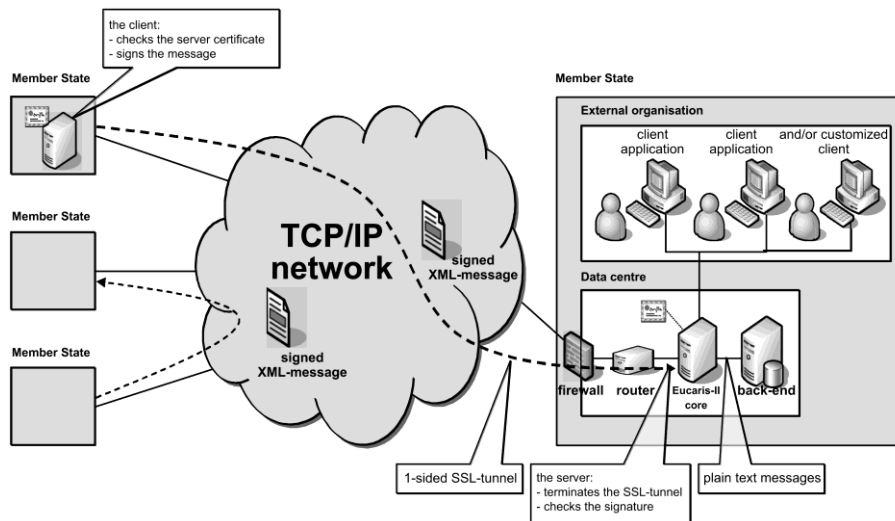 the client:
- checks the server certificate
- signs the message
Member State
Member State
External organisation
client
application
client
application
and/or customized
client
Member State
TCP/IP
network
signed
XML-message
signed
XML-message
Data centre
Member State
firewall
router
Eucaris-II
core
back-end
1-sided SSL-tunnel
the server:
- terminates the SSL-tunnel
- checks the signature
plain text messages